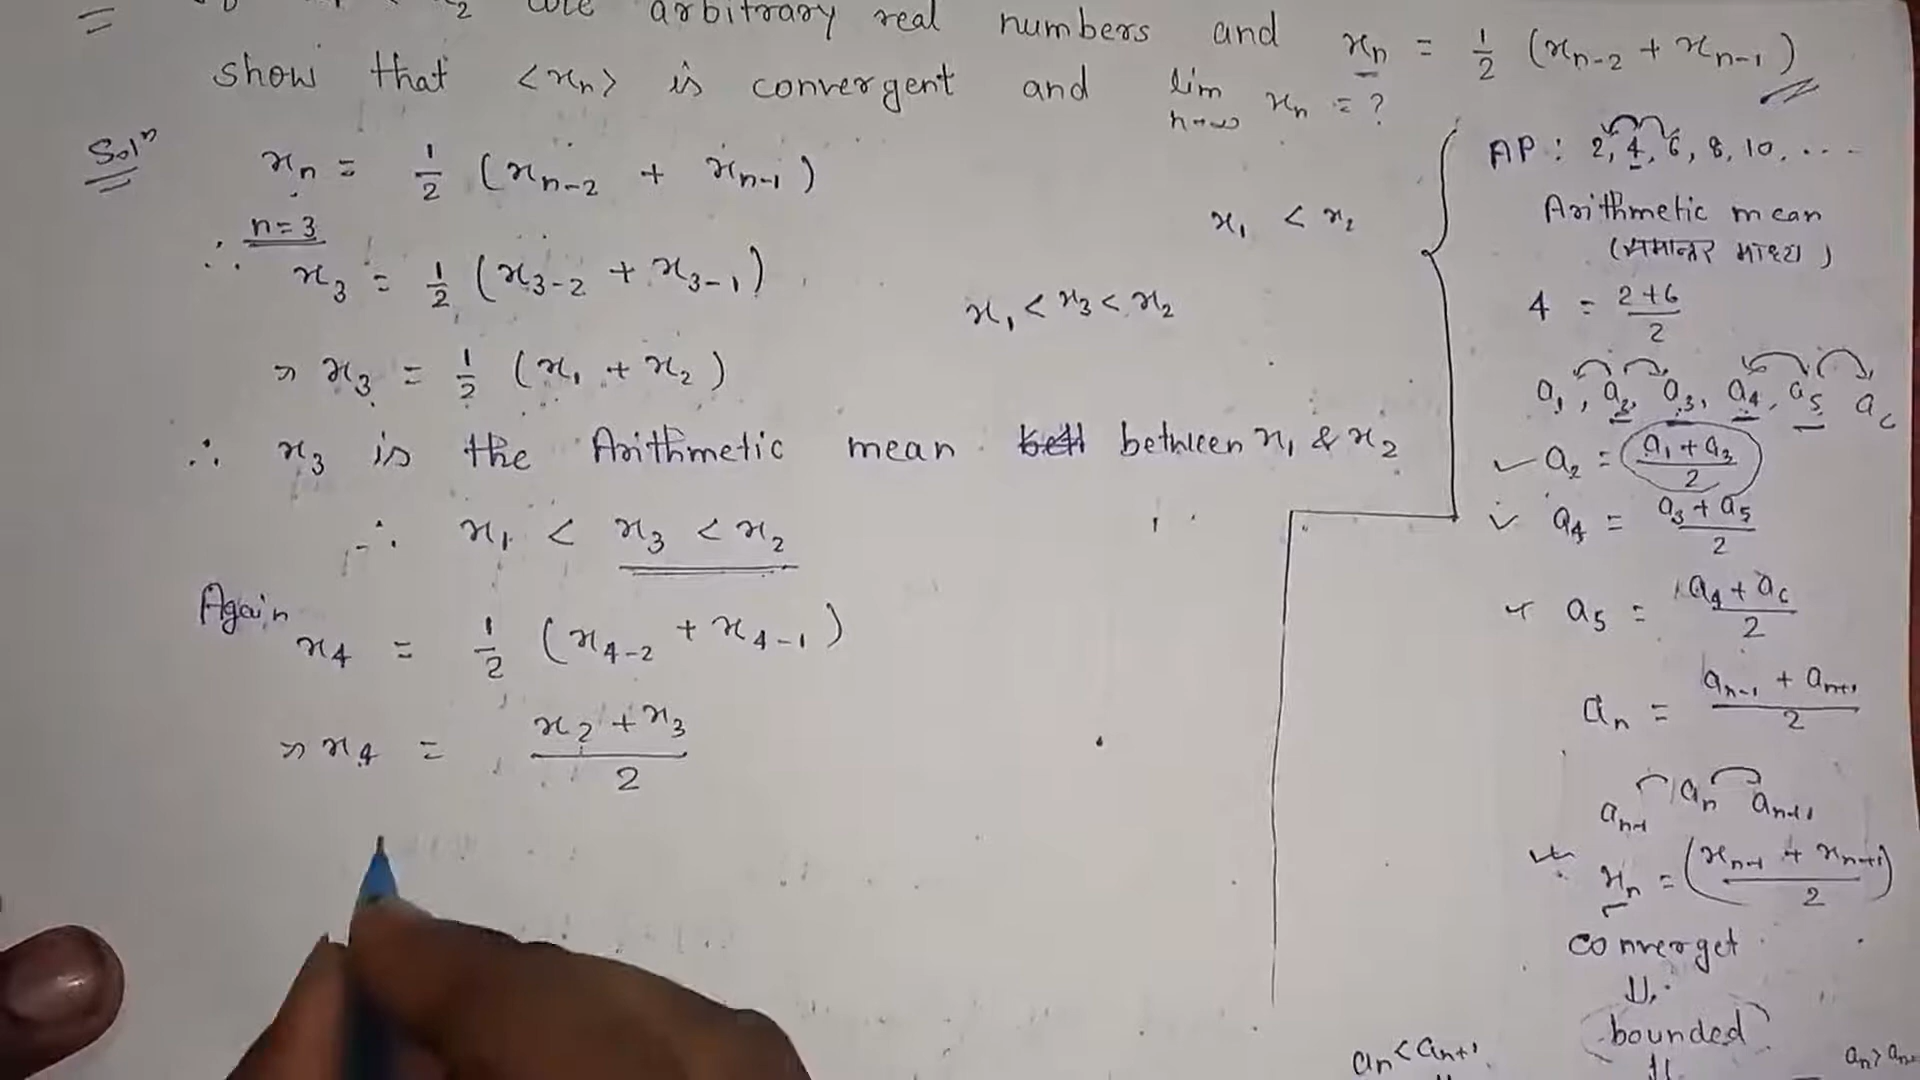 x₂ are arbitrary real numbers and xₙ = 1/2 (xₙ₋₂ + xₙ₋₁)
show that <xₙ> is convergent and lim n→∞ xₙ = ?
Solⁿ
xₙ = 1/2 (xₙ₋₂ + xₙ₋₁)
n=3
∴ x₃ = 1/2 (x₃₋₂ + x₃₋₁)
⇒ x₃ = 1/2 (x₁ + x₂)
∴ x₃ is the Arithmetic mean between x₁ & x₂
∴ x₁ < x₃ < x₂
Again
x₄ = 1/2 (x₄₋₂ + x₄₋₁)
⇒ x₄ = (x₂ + x₃)/2
x₁ < x₂
x₁ < x₃ < x₂
AP : 2, 4, 6, 8, 10, ....
Arithmetic mean
4 = (2+6)/2
a₁, a₂, a₃, a₄, a₅ a₆
a₂ = (a₁ + a₃)/2
a₄ = (a₃ + a₅)/2
a₅ = (a₄ + a₆)/2
aₙ = (aₙ₋₁ + aₙ₊₁)/2
aₙ₋₁ aₙ aₙ₊₁
xₙ = (xₙ₋₁ + xₙ₊₁)/2
converget
⇓
bounded
aₙ < aₙ₊₁